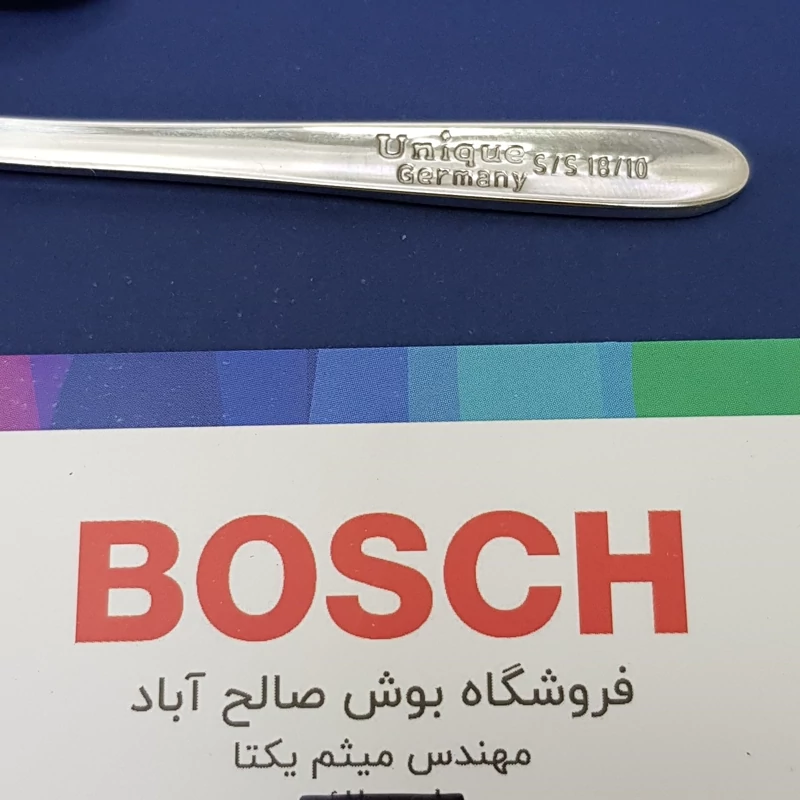 Unique S/S 18/10
Germany
BOSCH
فروشگاه بوش صالح آباد
مهندس میثم یکتا